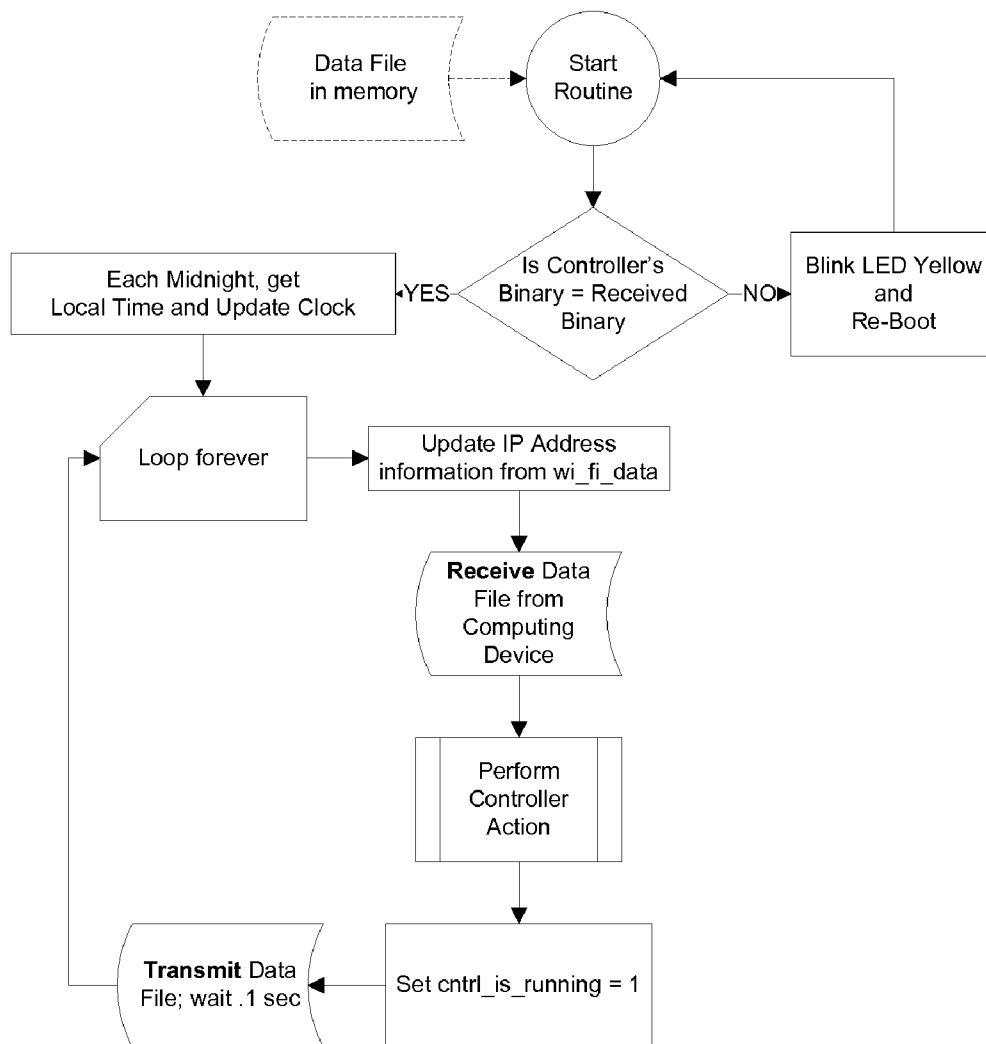 Data File
in memory
Start
Routine
Is Controller's
Binary = Received
Binary
YES
NO
Blink LED Yellow
and
Re-Boot
Each Midnight, get
Local Time and Update Clock
Loop forever
Update IP Address
information from wi_fi_data
Receive Data
File from
Computing
Device
Perform
Controller
Action
Set cntrl_is_running = 1
Transmit Data
File; wait .1 sec